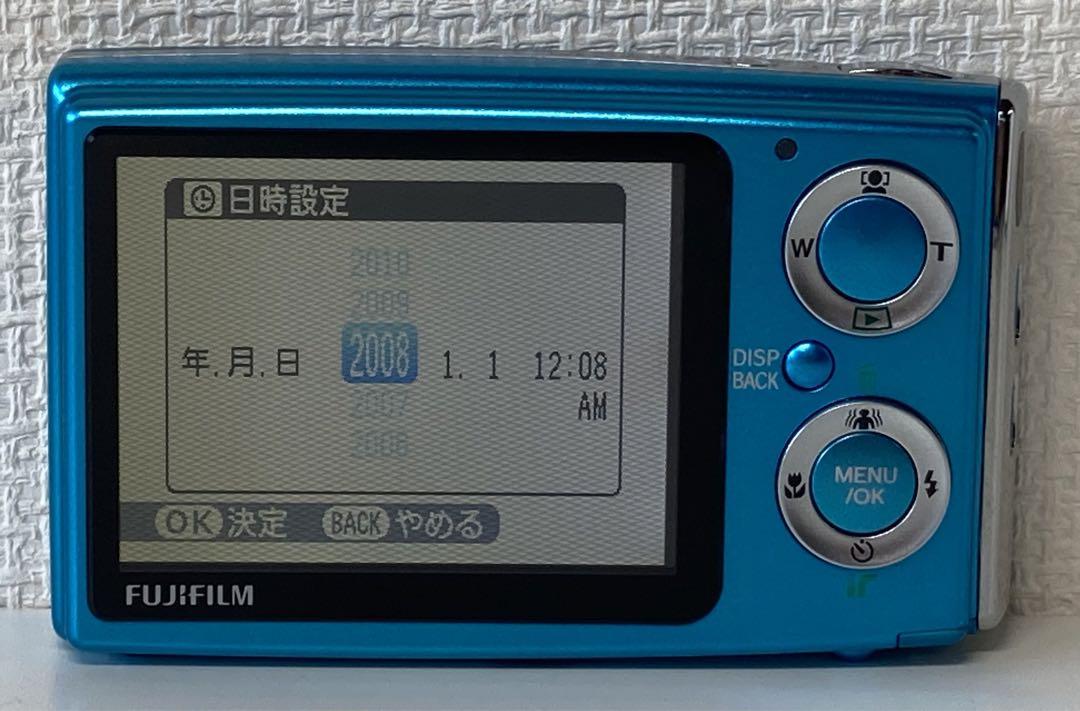 日時設定
2010
2009
年.月.日 2008 1. 1 12:08
AM
2007
2006
OK 決定 BACK やめる
FUJIFILM
W T
DISP
BACK
MENU
/OK